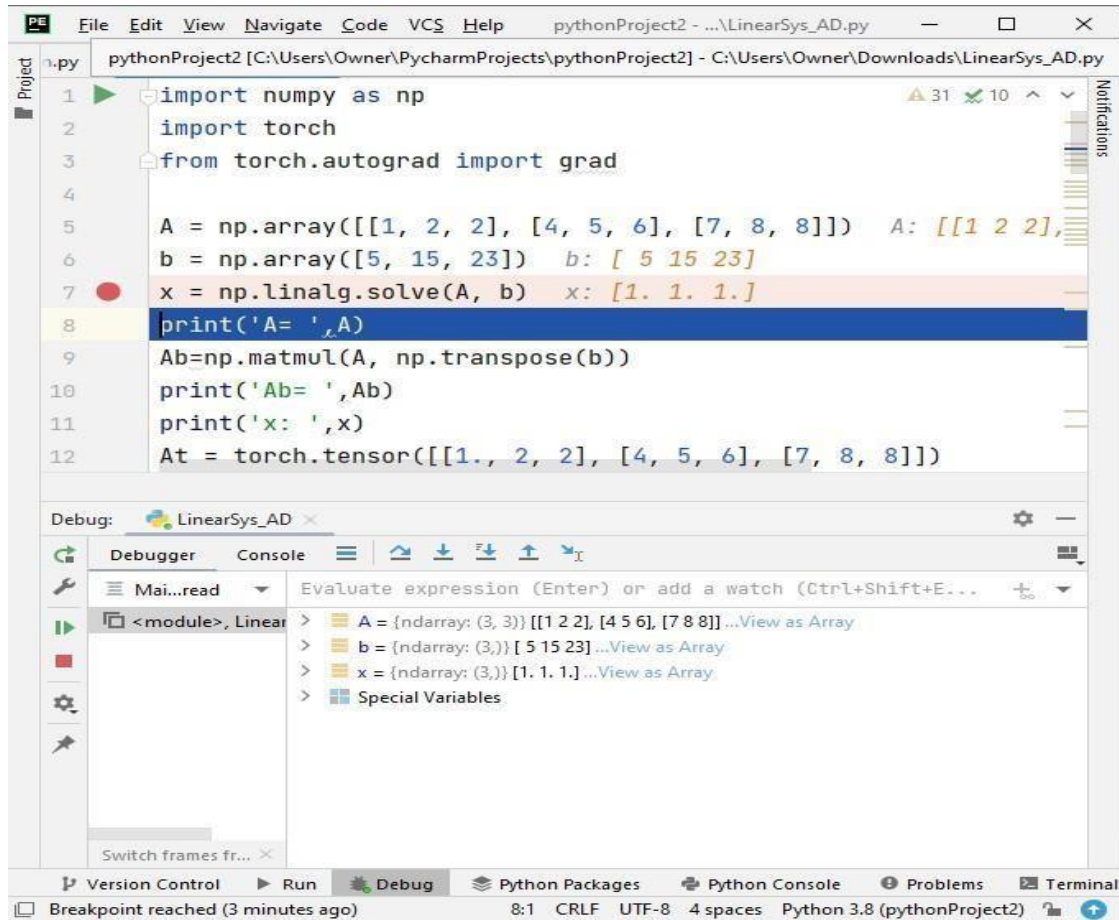 PE File Edit View Navigate Code VCS Help pythonProject2 - ...\LinearSys_AD.py
Project
n.py pythonProject2 [C:\Users\Owner\PycharmProjects\pythonProject2] - C:\Users\Owner\Downloads\LinearSys_AD.py
Notifications
1 import numpy as np 31 10
2 import torch
3 from torch.autograd import grad
4
5 A = np.array([[1, 2, 2], [4, 5, 6], [7, 8, 8]]) A: [[1 2 2],
6 b = np.array([5, 15, 23]) b: [ 5 15 23]
7 x = np.linalg.solve(A, b) x: [1. 1. 1.]
8 print('A= ',A)
9 Ab=np.matmul(A, np.transpose(b))
10 print('Ab= ',Ab)
11 print('x: ',x)
12 At = torch.tensor([[1., 2, 2], [4, 5, 6], [7, 8, 8]])
Debug: LinearSys_AD
Debugger Console
Mai...read Evaluate expression (Enter) or add a watch (Ctrl+Shift+E...
<module>, Linear A = {ndarray: (3, 3)} [[1 2 2], [4 5 6], [7 8 8]] ...View as Array
b = {ndarray: (3,)} [ 5 15 23] ...View as Array
x = {ndarray: (3,)} [1. 1. 1.] ...View as Array
Special Variables
Switch frames fr...
Version Control Run Debug Python Packages Python Console Problems Terminal
Breakpoint reached (3 minutes ago) 8:1 CRLF UTF-8 4 spaces Python 3.8 (pythonProject2)